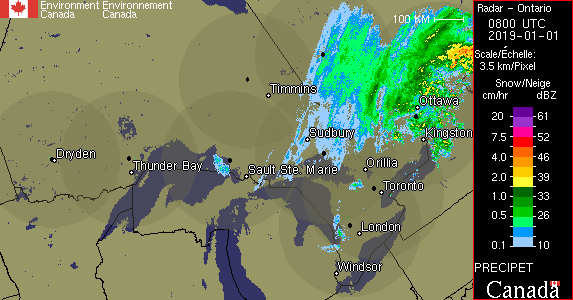 Environment Environnement
Canada Canada
100 KM
Radar - Ontario
0800 UTC
2019-01-01
Scale/Échelle:
3.5 km/Pixel
Snow/Neige
cm/hr dBZ
20 61
7.5 52
4.0 46
2.0 39
1.0 33
0.5 26
0.1 10
Timmins
Ottawa
Sudbury
Kingston
Dryden
Thunder Bay
Sault Ste. Marie
Orillia
Toronto
London
Windsor
PRECIPET
Canada